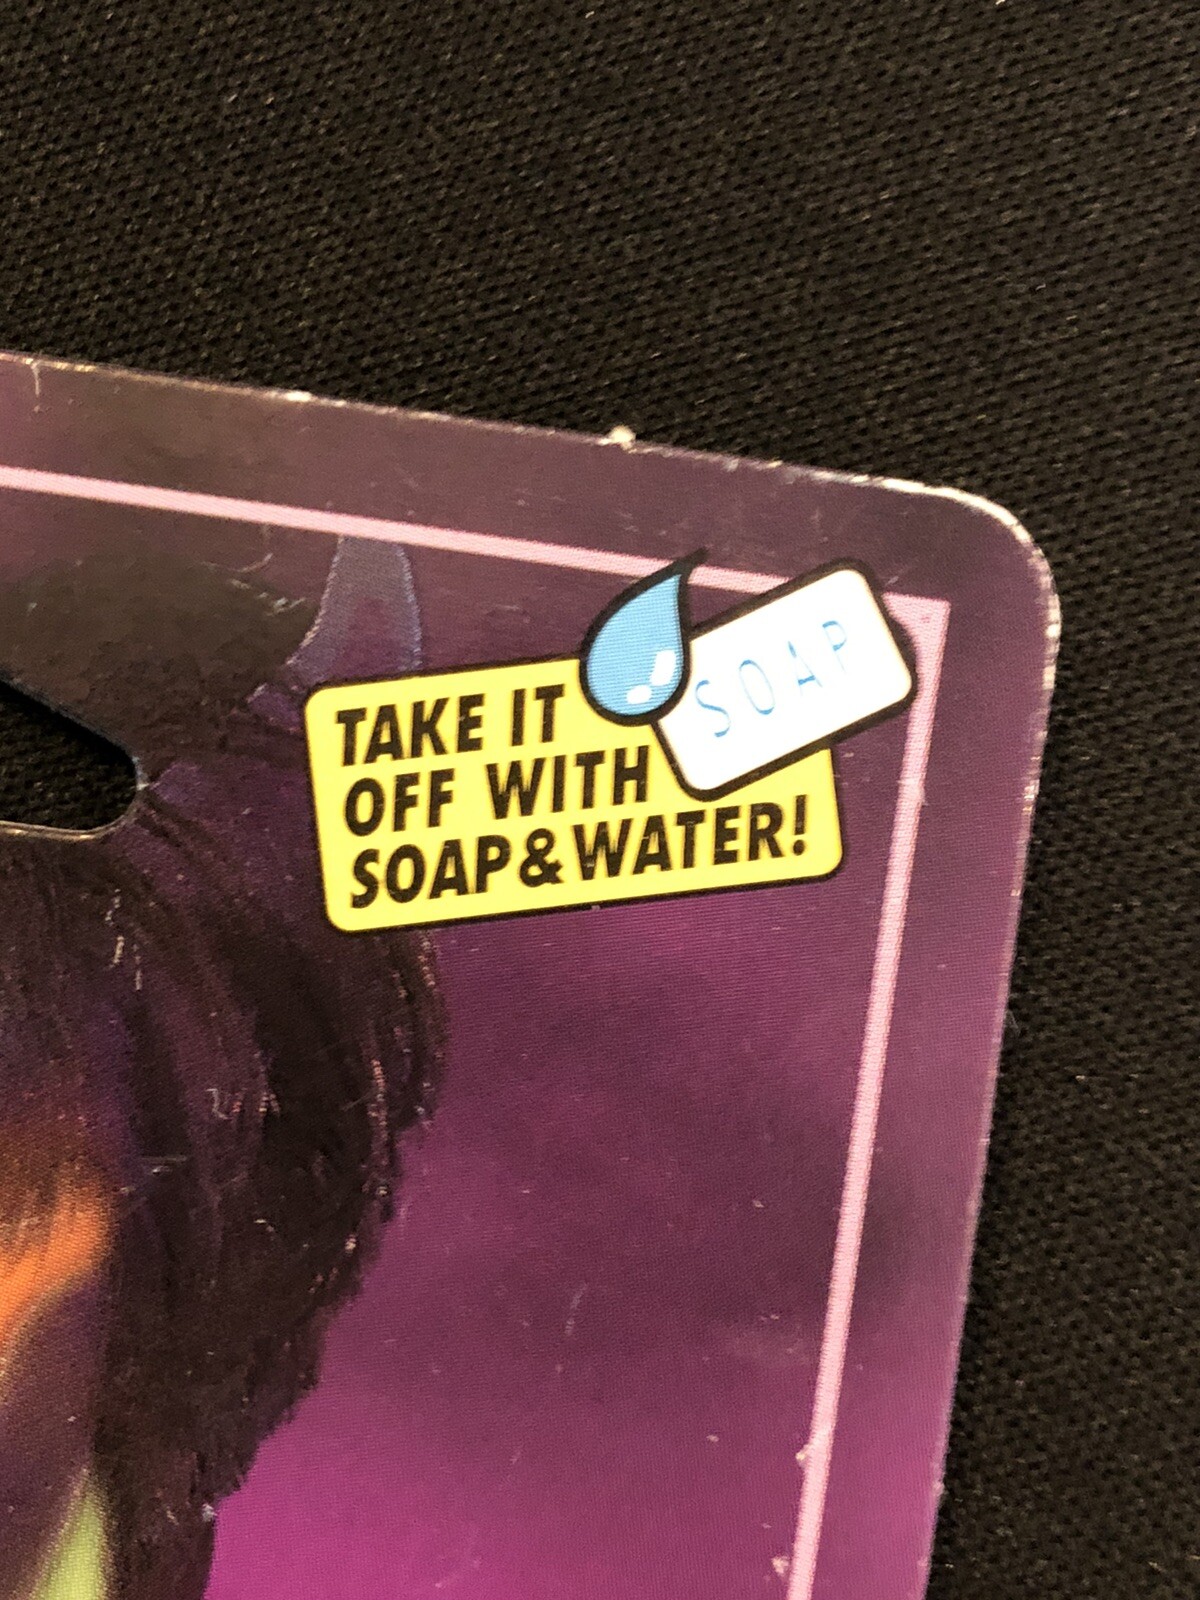 SOAP
TAKE IT
OFF WITH
SOAP&WATER!